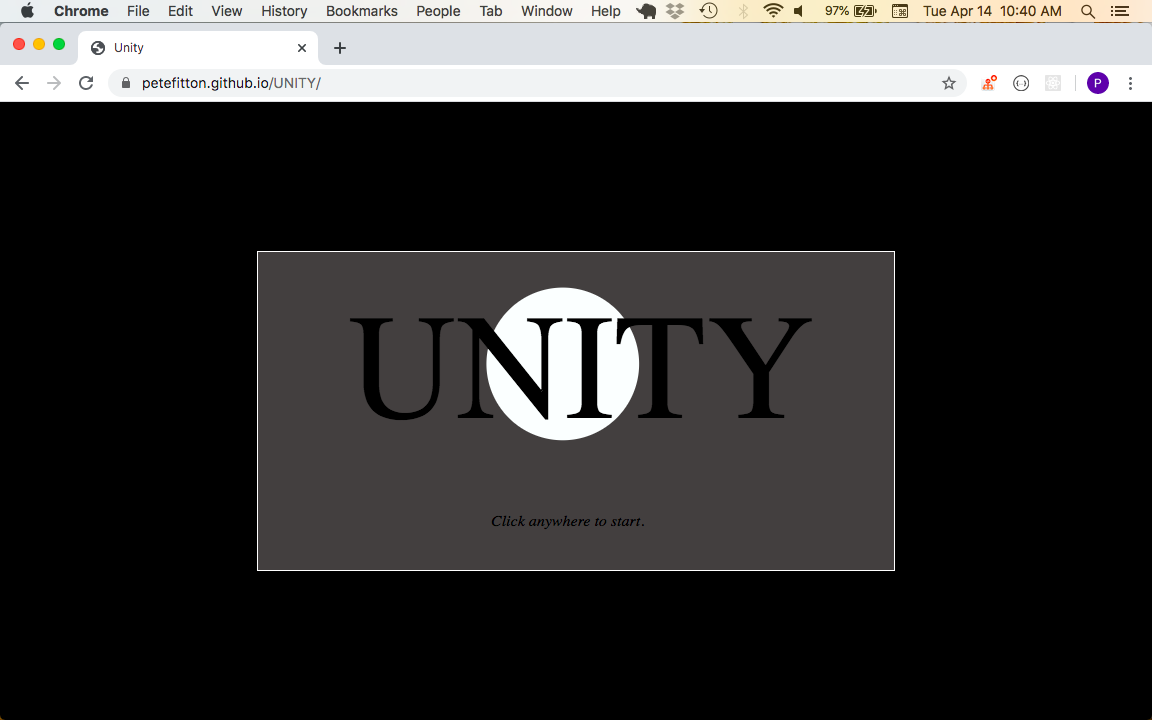 Chrome File Edit View History Bookmarks People Tab Window Help 97% Tue Apr 14 10:40 AM
Unity
petefitton.github.io/UNITY/
P
UNITY
Click anywhere to start.